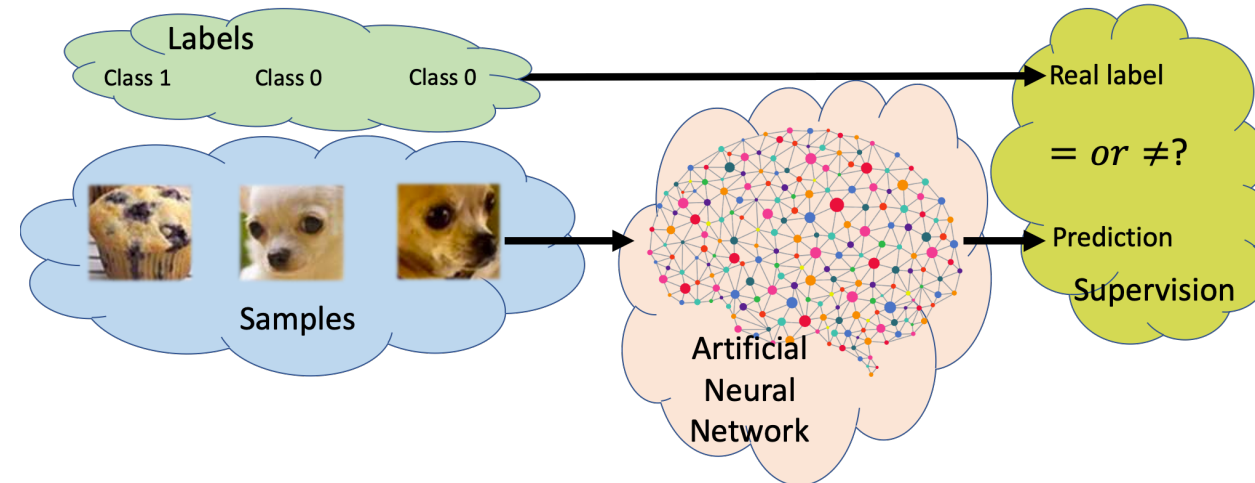 Labels
Class 1 Class 0 Class 0
Real label
= or ≠?
Prediction
Supervision
Samples
Artificial
Neural
Network